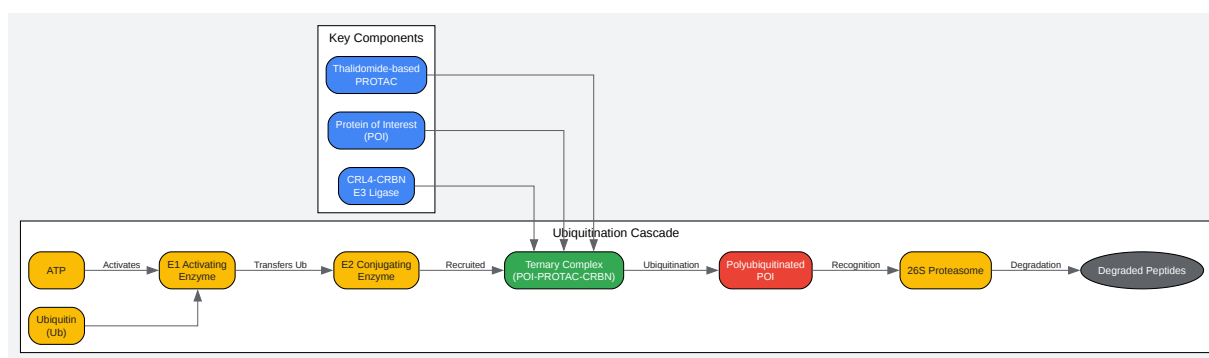 Key Components
Thalidomide-based
PROTAC
Protein of Interest
(POI)
CRL4-CRBN
E3 Ligase
Ubiquitination Cascade
ATP
Activates
E1 Activating
Enzyme
Transfers Ub
E2 Conjugating
Enzyme
Recruited
Ternary Complex
(POI-PROTAC-CRBN)
Ubiquitination
Polyubiquitinated
POI
Recognition
26S Proteasome
Degradation
Degraded Peptides
Ubiquitin
(Ub)